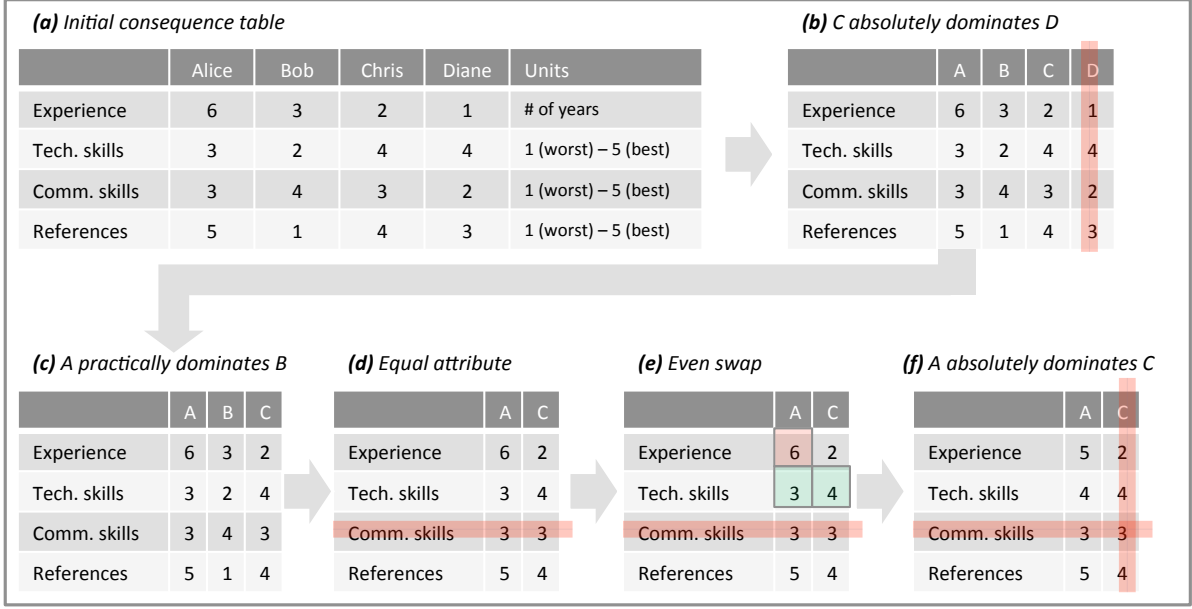 (a) Initial consequence table
Alice Bob Chris Diane Units
Experience 6 3 2 1 # of years
Tech. skills 3 2 4 4 1 (worst) – 5 (best)
Comm. skills 3 4 3 2 1 (worst) – 5 (best)
References 5 1 4 3 1 (worst) – 5 (best)
(b) C absolutely dominates D
A B C D
Experience 6 3 2 1
Tech. skills 3 2 4 4
Comm. skills 3 4 3 2
References 5 1 4 3
(c) A practically dominates B
A B C
Experience 6 3 2
Tech. skills 3 2 4
Comm. skills 3 4 3
References 5 1 4
(d) Equal attribute
A C
Experience 6 2
Tech. skills 3 4
Comm. skills 3 3
References 5 4
(e) Even swap
A C
Experience 6 2
Tech. skills 3 4
Comm. skills 3 3
References 5 4
(f) A absolutely dominates C
A C
Experience 5 2
Tech. skills 4 4
Comm. skills 3 3
References 5 4